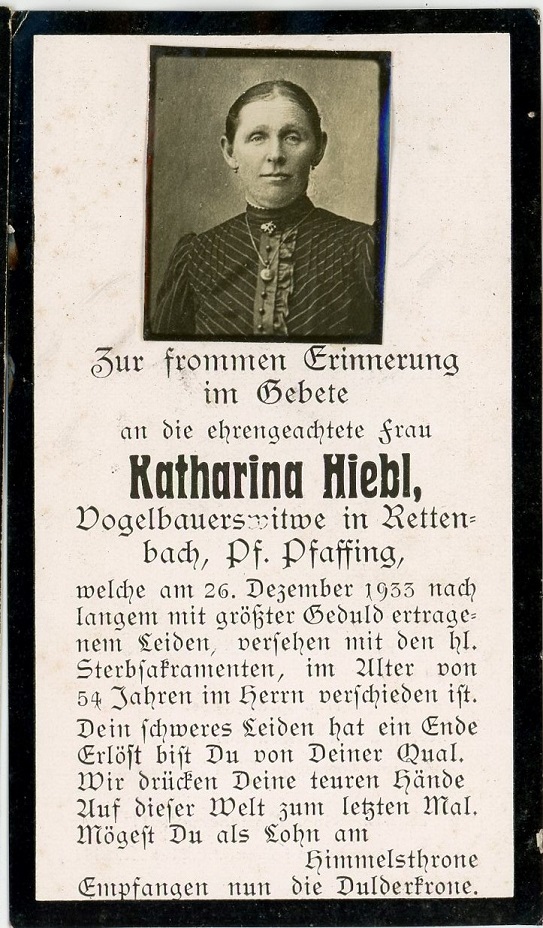 Zur frommen Erinnerung
im Gebete
an die ehrengeachtete Frau
Katharina Hiebl,
Vogelbauerswitwe in Retten=
bach, Pf. Pfaffing,
welche am 26. Dezember 1933 nach
langem mit größter Geduld ertrage=
nem Leiden, versehen mit den hl.
Sterbsakramenten, im Alter von
54 Jahren im Herrn verschieden ist.
Dein schweres Leiden hat ein Ende
Erlöst bist Du von Deiner Qual.
Wir drücken Deine teuren Hände
Auf dieser Welt zum letzten Mal.
Mögest Du als Lohn am
Himmelsthrone
Empfangen nun die Dulderkrone.